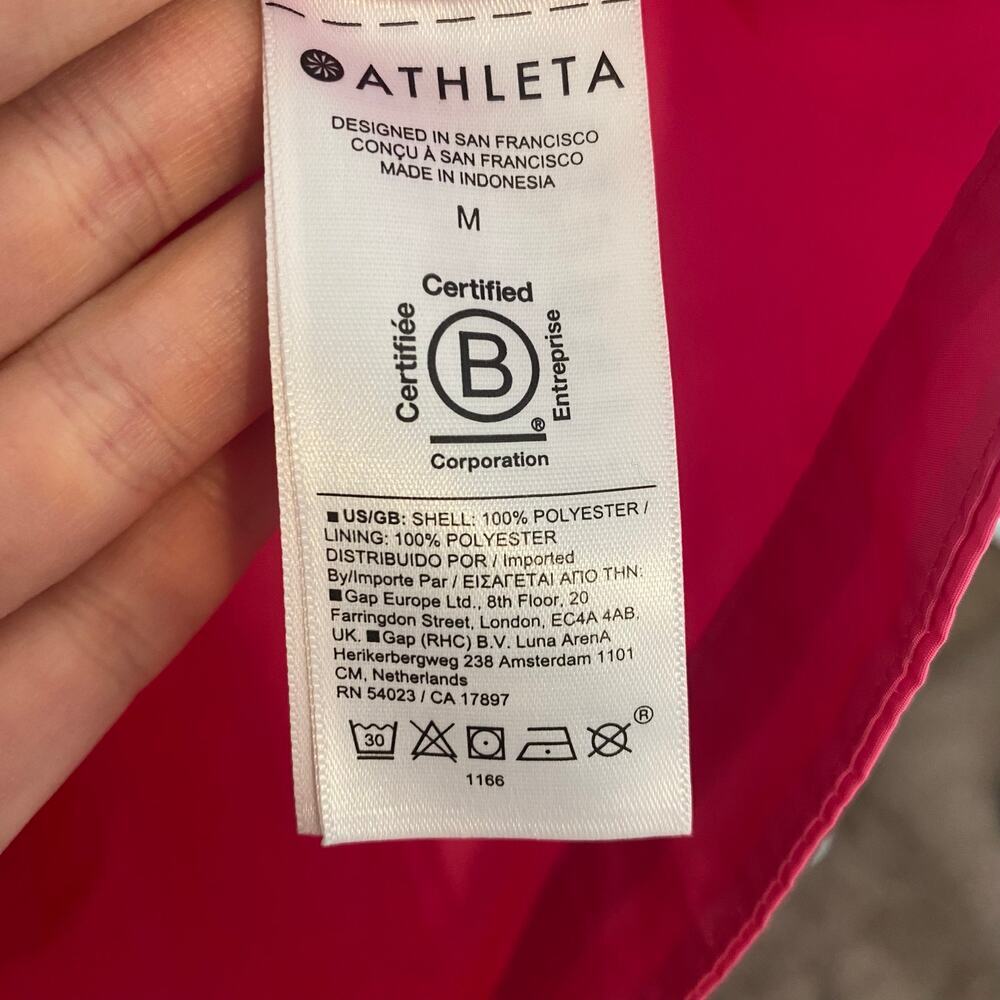 ATHLETA
DESIGNED IN SAN FRANCISCO
CONÇU À SAN FRANCISCO
MADE IN INDONESIA
M
Certified
Certifiée
B
Entreprise
®
Corporation
■ US/GB: SHELL: 100% POLYESTER /
LINING: 100% POLYESTER
DISTRIBUIDO POR / Imported
By/Importe Par / ΕΙΣΑΓΕΤΑΙ ΑΠΟ ΤΗΝ:
■ Gap Europe Ltd., 8th Floor, 20
Farringdon Street, London, EC4A 4AB.
UK. ■ Gap (RHC) B.V. Luna ArenA
Herikerbergweg 238 Amsterdam 1101
CM, Netherlands
RN 54023 / CA 17897
30
®
1166